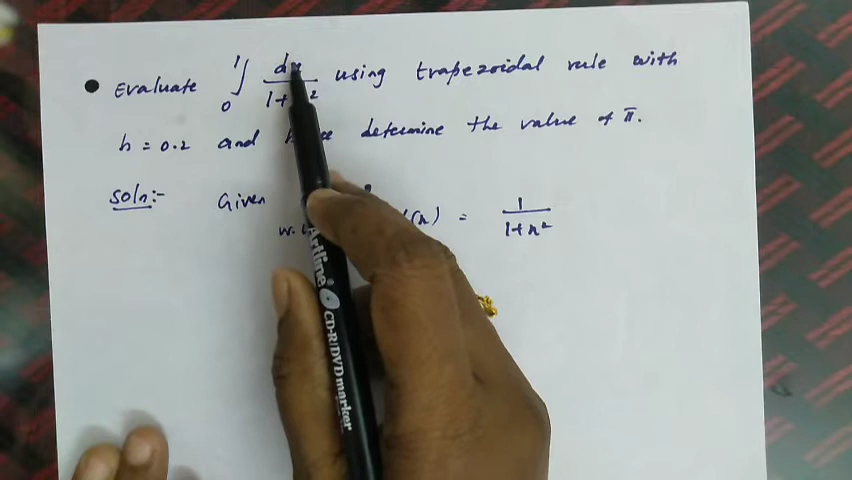 Evaluate ∫₀¹ dx/1+x² using trapezoidal rule with
h = 0.2 and determine the value of π.
Soln:- Given
f(x) = 1/1+x²
Artline CD-R/DVD marker